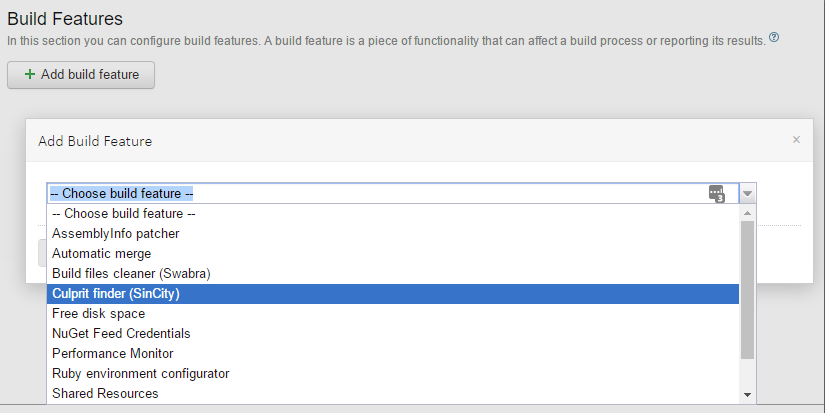 Build Features
In this section you can configure build features. A build feature is a piece of functionality that can affect a build process or reporting its results. ?
+ Add build feature
Add Build Feature ×
-- Choose build feature -- 3
-- Choose build feature --
AssemblyInfo patcher
Automatic merge
Build files cleaner (Swabra)
Culprit finder (SinCity)
Free disk space
NuGet Feed Credentials
Performance Monitor
Ruby environment configurator
Shared Resources